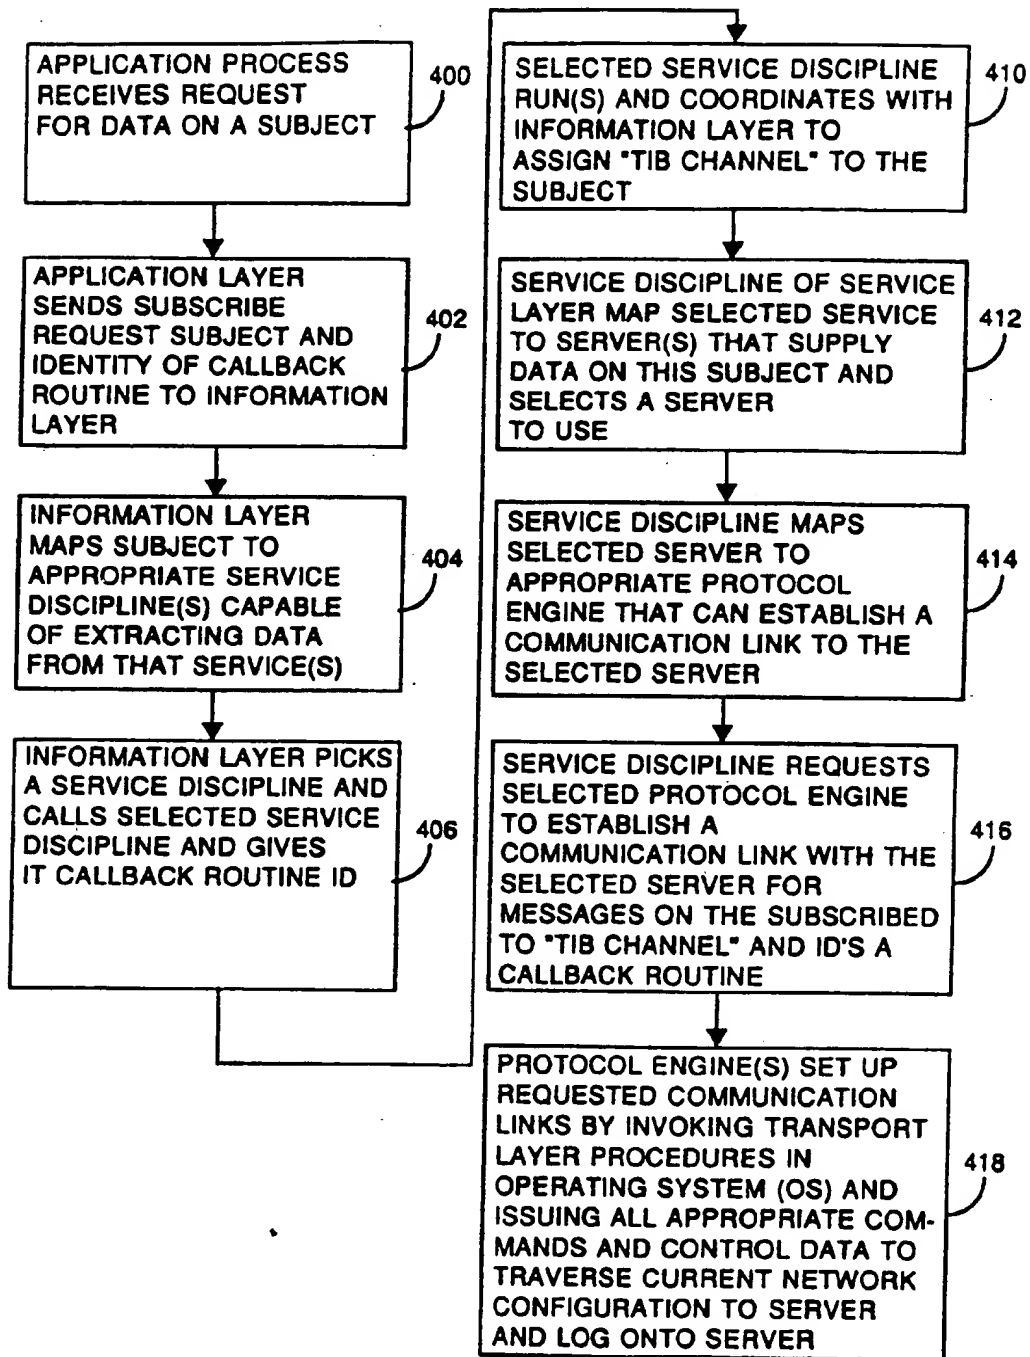 APPLICATION PROCESS
RECEIVES REQUEST
FOR DATA ON A SUBJECT
400
APPLICATION LAYER
SENDS SUBSCRIBE
REQUEST SUBJECT AND
IDENTITY OF CALLBACK
ROUTINE TO INFORMATION
LAYER
402
INFORMATION LAYER
MAPS SUBJECT TO
APPROPRIATE SERVICE
DISCIPLINE(S) CAPABLE
OF EXTRACTING DATA
FROM THAT SERVICE(S)
404
INFORMATION LAYER PICKS
A SERVICE DISCIPLINE AND
CALLS SELECTED SERVICE
DISCIPLINE AND GIVES
IT CALLBACK ROUTINE ID
406
SELECTED SERVICE DISCIPLINE
RUN(S) AND COORDINATES WITH
INFORMATION LAYER TO
ASSIGN "TIB CHANNEL" TO THE
SUBJECT
410
SERVICE DISCIPLINE OF SERVICE
LAYER MAP SELECTED SERVICE
TO SERVER(S) THAT SUPPLY
DATA ON THIS SUBJECT AND
SELECTS A SERVER
TO USE
412
SERVICE DISCIPLINE MAPS
SELECTED SERVER TO
APPROPRIATE PROTOCOL
ENGINE THAT CAN ESTABLISH A
COMMUNICATION LINK TO THE
SELECTED SERVER
414
SERVICE DISCIPLINE REQUESTS
SELECTED PROTOCOL ENGINE
TO ESTABLISH A
COMMUNICATION LINK WITH THE
SELECTED SERVER FOR
MESSAGES ON THE SUBSCRIBED
TO "TIB CHANNEL" AND ID'S A
CALLBACK ROUTINE
416
PROTOCOL ENGINE(S) SET UP
REQUESTED COMMUNICATION
LINKS BY INVOKING TRANSPORT
LAYER PROCEDURES IN
OPERATING SYSTEM (OS) AND
ISSUING ALL APPROPRIATE COM-
MANDS AND CONTROL DATA TO
TRAVERSE CURRENT NETWORK
CONFIGURATION TO SERVER
AND LOG ONTO SERVER
418